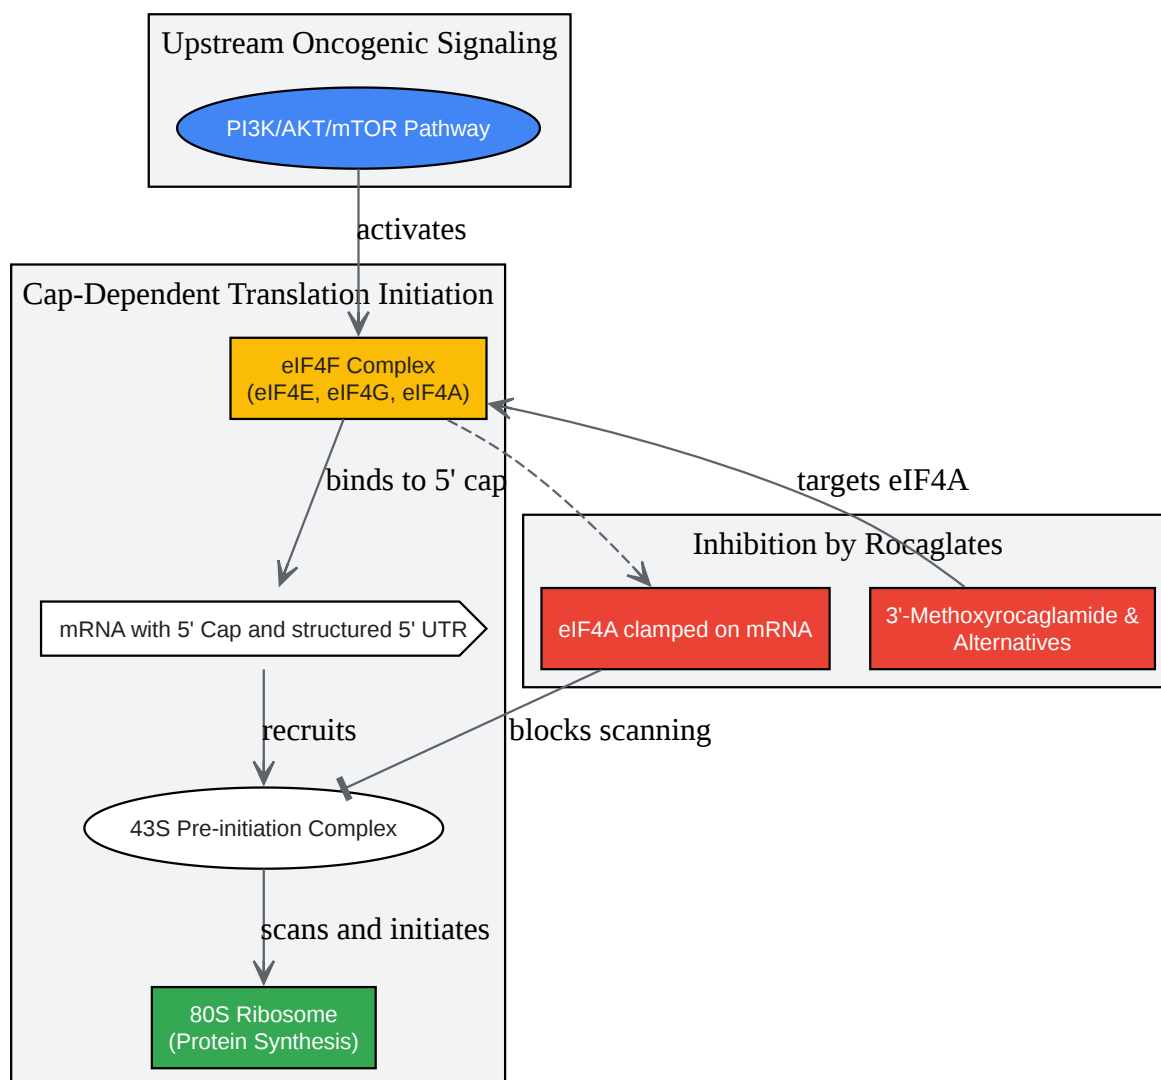 Upstream Oncogenic Signaling
PI3K/AKT/mTOR Pathway
activates
Cap-Dependent Translation Initiation
eIF4F Complex
(eIF4E, eIF4G, eIF4A)
binds to 5' cap
targets eIF4A
Inhibition by Rocaglates
eIF4A clamped on mRNA
3'-Methoxyrocaglamide &
Alternatives
mRNA with 5' Cap and structured 5' UTR
recruits
blocks scanning
43S Pre-initiation Complex
scans and initiates
80S Ribosome
(Protein Synthesis)